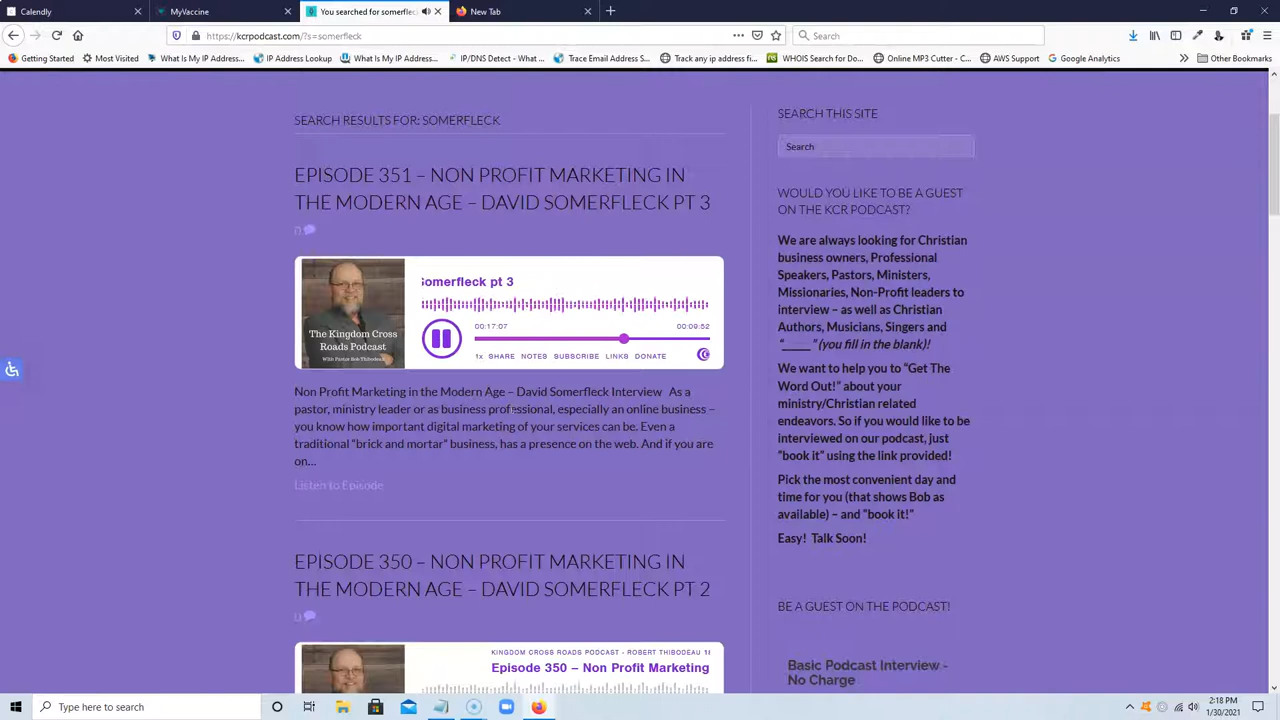 Calendly
MyVaccine
You searched for somerflec
New Tab
https://kcrpodcast.com/?s=somerfleck
Search
Getting Started
Most Visited
What Is My IP Address...
IP Address Lookup
What Is My IP Address...
IP/DNS Detect - What ...
Trace Email Address S...
Track any ip address fi...
WHOIS Search for Do...
Online MP3 Cutter - C...
AWS Support
Google Analytics
Other Bookmarks
SEARCH RESULTS FOR: SOMERFLECK
EPISODE 351 – NON PROFIT MARKETING IN
THE MODERN AGE – DAVID SOMERFLECK PT 3
0
The Kingdom Cross
Roads Podcast
With Pastor Bob Thibodeau
Somerfleck pt 3
00:17:07
00:09:52
1x SHARE NOTES SUBSCRIBE LINKS DONATE
Non Profit Marketing in the Modern Age – David Somerfleck Interview As a
pastor, ministry leader or as business professional, especially an online business –
you know how important digital marketing of your services can be. Even a
traditional “brick and mortar” business, has a presence on the web. And if you are
on...
Listen to Episode
EPISODE 350 – NON PROFIT MARKETING IN
THE MODERN AGE – DAVID SOMERFLECK PT 2
0
KINGDOM CROSS ROADS PODCAST - ROBERT THIBODEAU
Episode 350 – Non Profit Marketing
SEARCH THIS SITE
Search
WOULD YOU LIKE TO BE A GUEST
ON THE KCR PODCAST?
We are always looking for Christian
business owners, Professional
Speakers, Pastors, Ministers,
Missionaries, Non-Profit leaders to
interview – as well as Christian
Authors, Musicians, Singers and
“_____” (you fill in the blank)!
We want to help you to “Get The
Word Out!” about your
ministry/Christian related
endeavors. So if you would like to be
interviewed on our podcast, just
“book it” using the link provided!
Pick the most convenient day and
time for you (that shows Bob as
available) – and “book it!”
Easy! Talk Soon!
BE A GUEST ON THE PODCAST!
Basic Podcast Interview -
No Charge
Type here to search
2:18 PM
1/30/2021